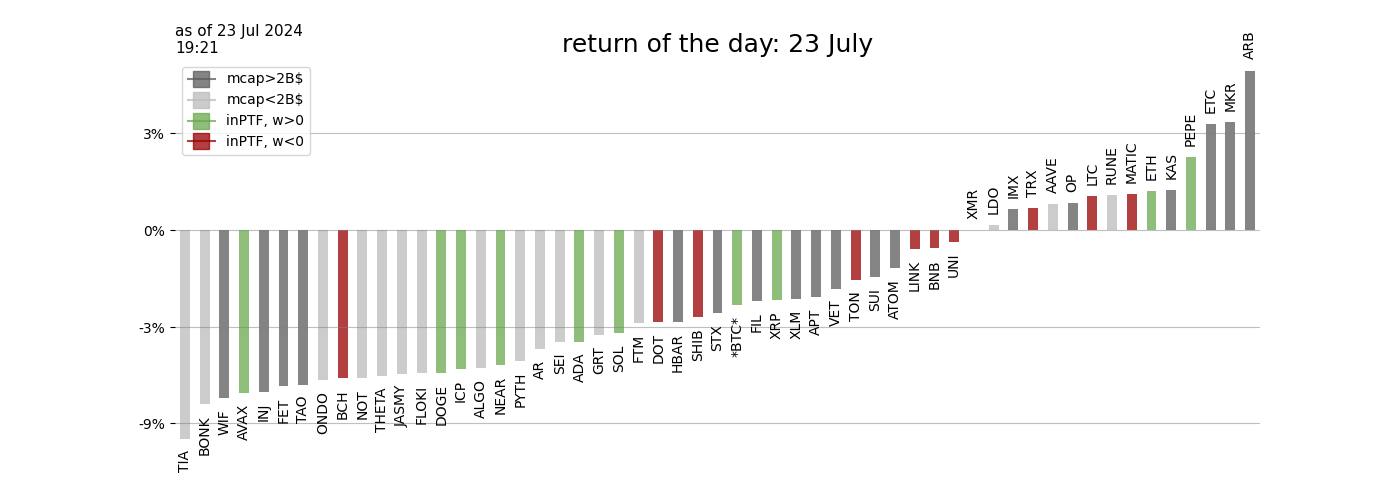 as of 23 Jul 2024
19:21
return of the day: 23 July
mcap>2B$
mcap<2B$
inPTF, w>0
inPTF, w<0
3%
0%
-3%
-9%
TIA
BONK
WIF
AVAX
INJ
FET
TAO
ONDO
BCH
NOT
THETA
JASMY
FLOKI
DOGE
ICP
ALGO
NEAR
PYTH
AR
SEI
ADA
GRT
SOL
FTM
DOT
HBAR
SHIB
STX
*BTC*
FIL
XRP
XLM
APT
VET
TON
SUI
ATOM
LINK
BNB
UNI
XMR
LDO
IMX
TRX
AAVE
OP
LTC
RUNE
MATIC
ETH
KAS
PEPE
ETC
MKR
ARB